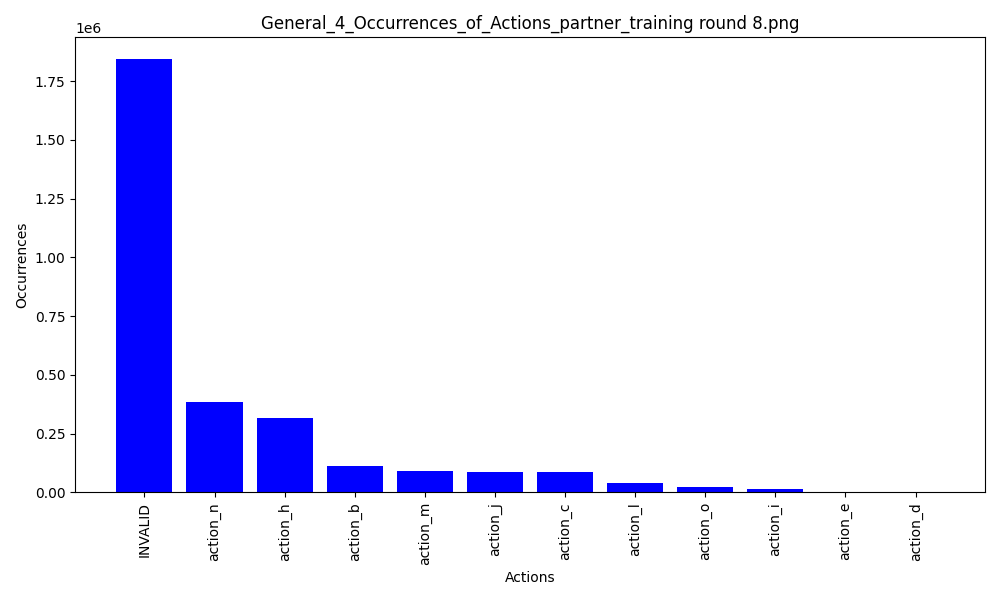 General_4_Occurrences_of_Actions_partner_training round 8.png
1e6
1.75
1.50
1.25
1.00
0.75
0.50
0.25
0.00
Occurrences
INVALID
action_n
action_h
action_b
action_m
action_j
action_c
action_l
action_o
action_i
action_e
action_d
Actions